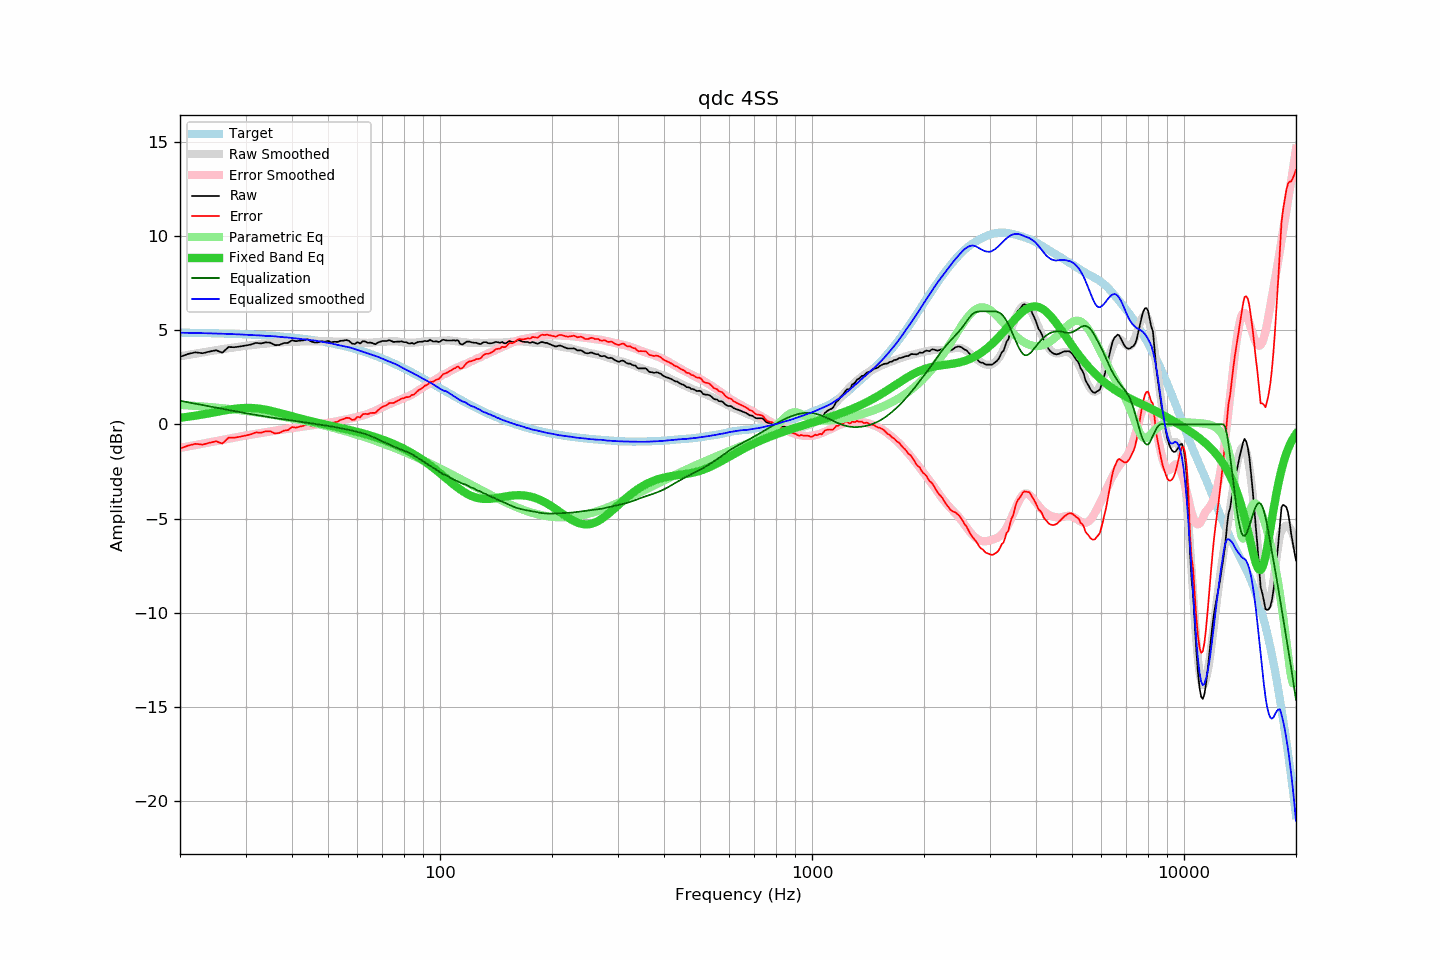 qdc 4SS
Target
Raw Smoothed
Error Smoothed
Raw
Error
Parametric Eq
Fixed Band Eq
Equalization
Equalized smoothed
15
10
5
0
−5
−10
−15
−20
Amplitude (dBr)
100 1000 10000
Frequency (Hz)